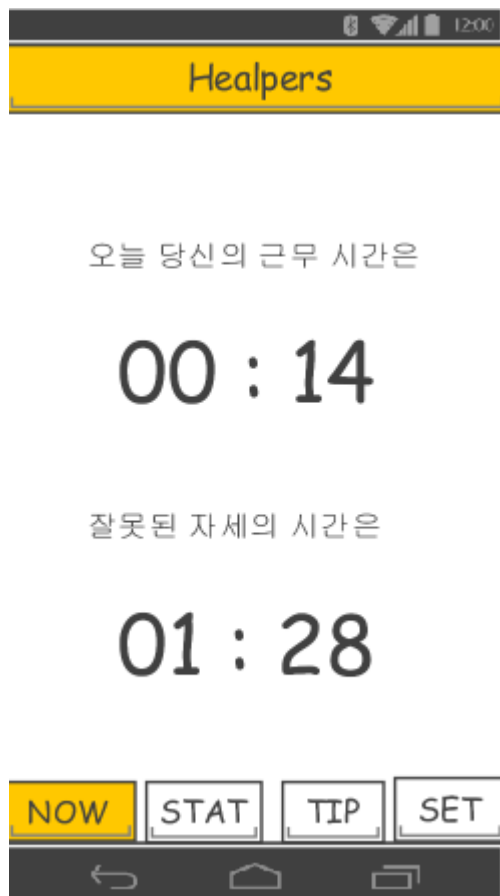 12:00
Healpers
오늘 당신의 근무 시간은
00 : 14
잘못된 자세의 시간은
01 : 28
NOW STAT TIP SET